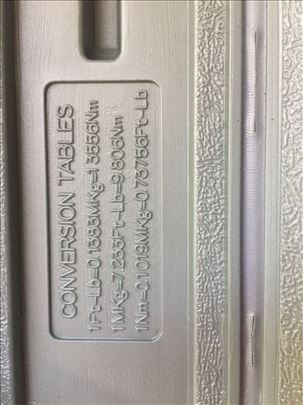 CONVERSION TABLES
1Ft-Lb=0.1383MKg=1.3556Nm
1MKg=7.233Ft-Lb=9.806Nm
1Nm=0.1019MKg=0.73756Ft-Lb